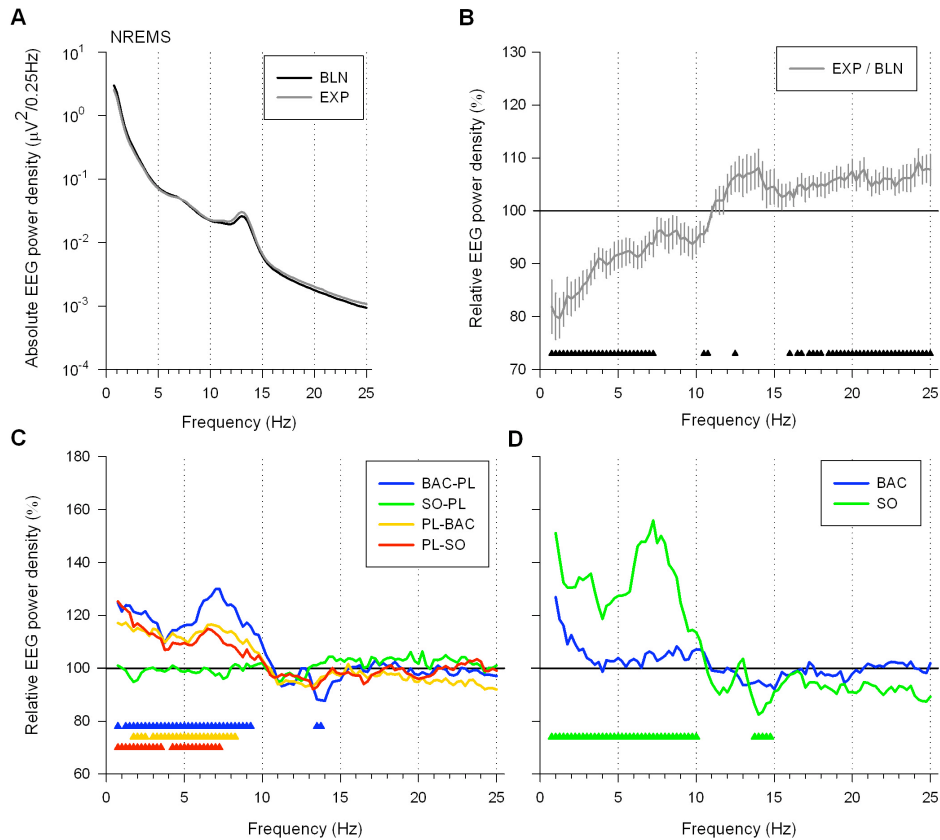 A
NREMS
Absolute EEG power density (μV²/0.25Hz)
10¹
10⁰
10⁻¹
10⁻²
10⁻³
10⁻⁴
BLN
EXP
0 5 10 15 20 25
Frequency (Hz)
B
Relative EEG power density (%)
130
120
110
100
90
80
70
EXP / BLN
0 5 10 15 20 25
Frequency (Hz)
C
Relative EEG power density (%)
180
160
140
120
100
80
60
BAC-PL
SO-PL
PL-BAC
PL-SO
0 5 10 15 20 25
Frequency (Hz)
D
BAC
SO
0 5 10 15 20 25
Frequency (Hz)